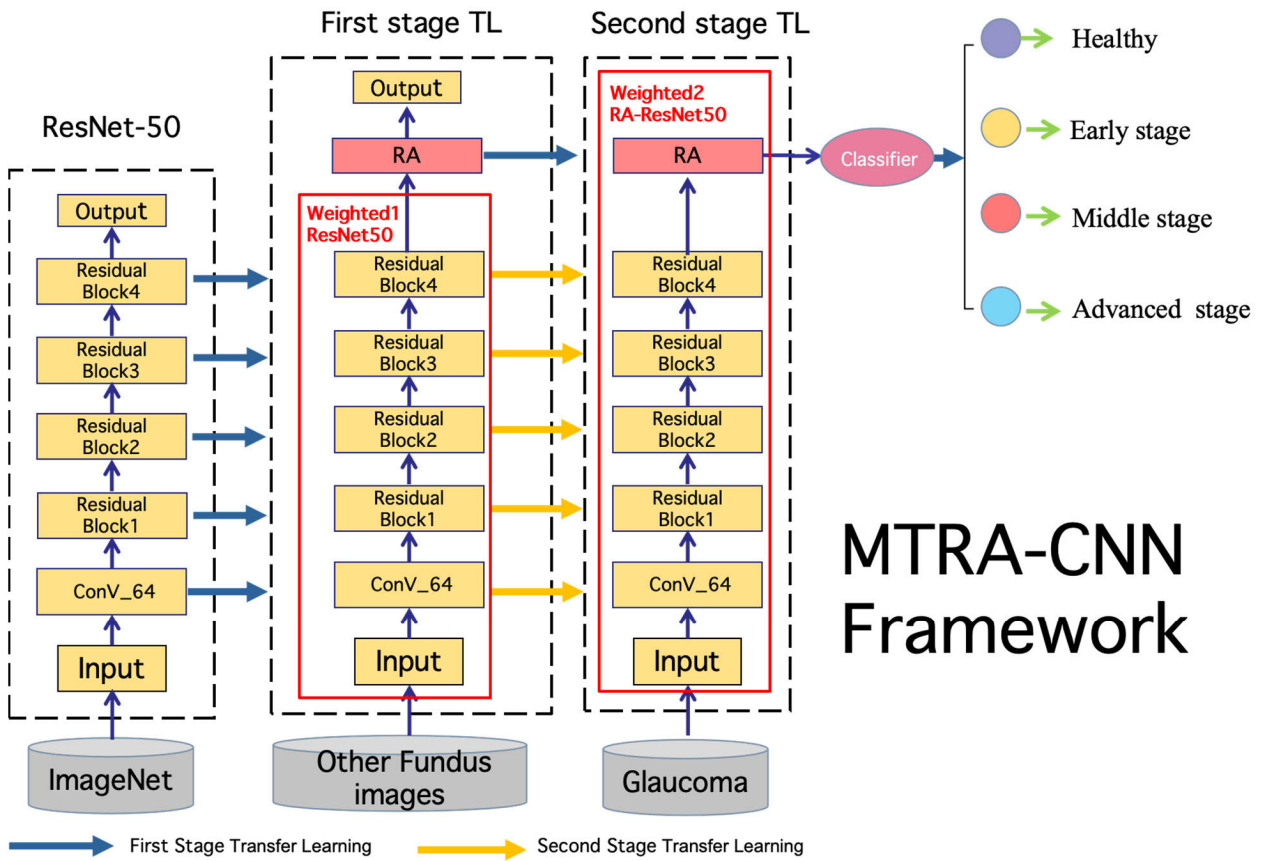 First stage TL
Second stage TL
ResNet-50
Output
Residual
Block4
Residual
Block3
Residual
Block2
Residual
Block1
ConV_64
Input
ImageNet
Output
RA
Weighted1
ResNet50
Residual
Block4
Residual
Block3
Residual
Block2
Residual
Block1
ConV_64
Input
Other Fundus
images
Weighted2
RA-ResNet50
RA
Residual
Block4
Residual
Block3
Residual
Block2
Residual
Block1
ConV_64
Input
Glaucoma
Classifier
Healthy
Early stage
Middle stage
Advanced stage
MTRA-CNN
Framework
First Stage Transfer Learning
Second Stage Transfer Learning